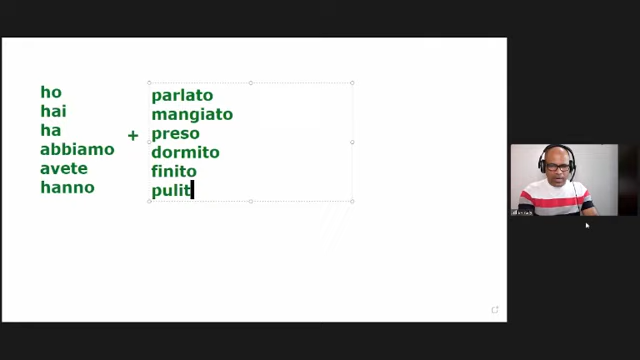 ho
hai
ha
abbiamo
avete
hanno
+
parlato
mangiato
preso
dormito
finito
pulit